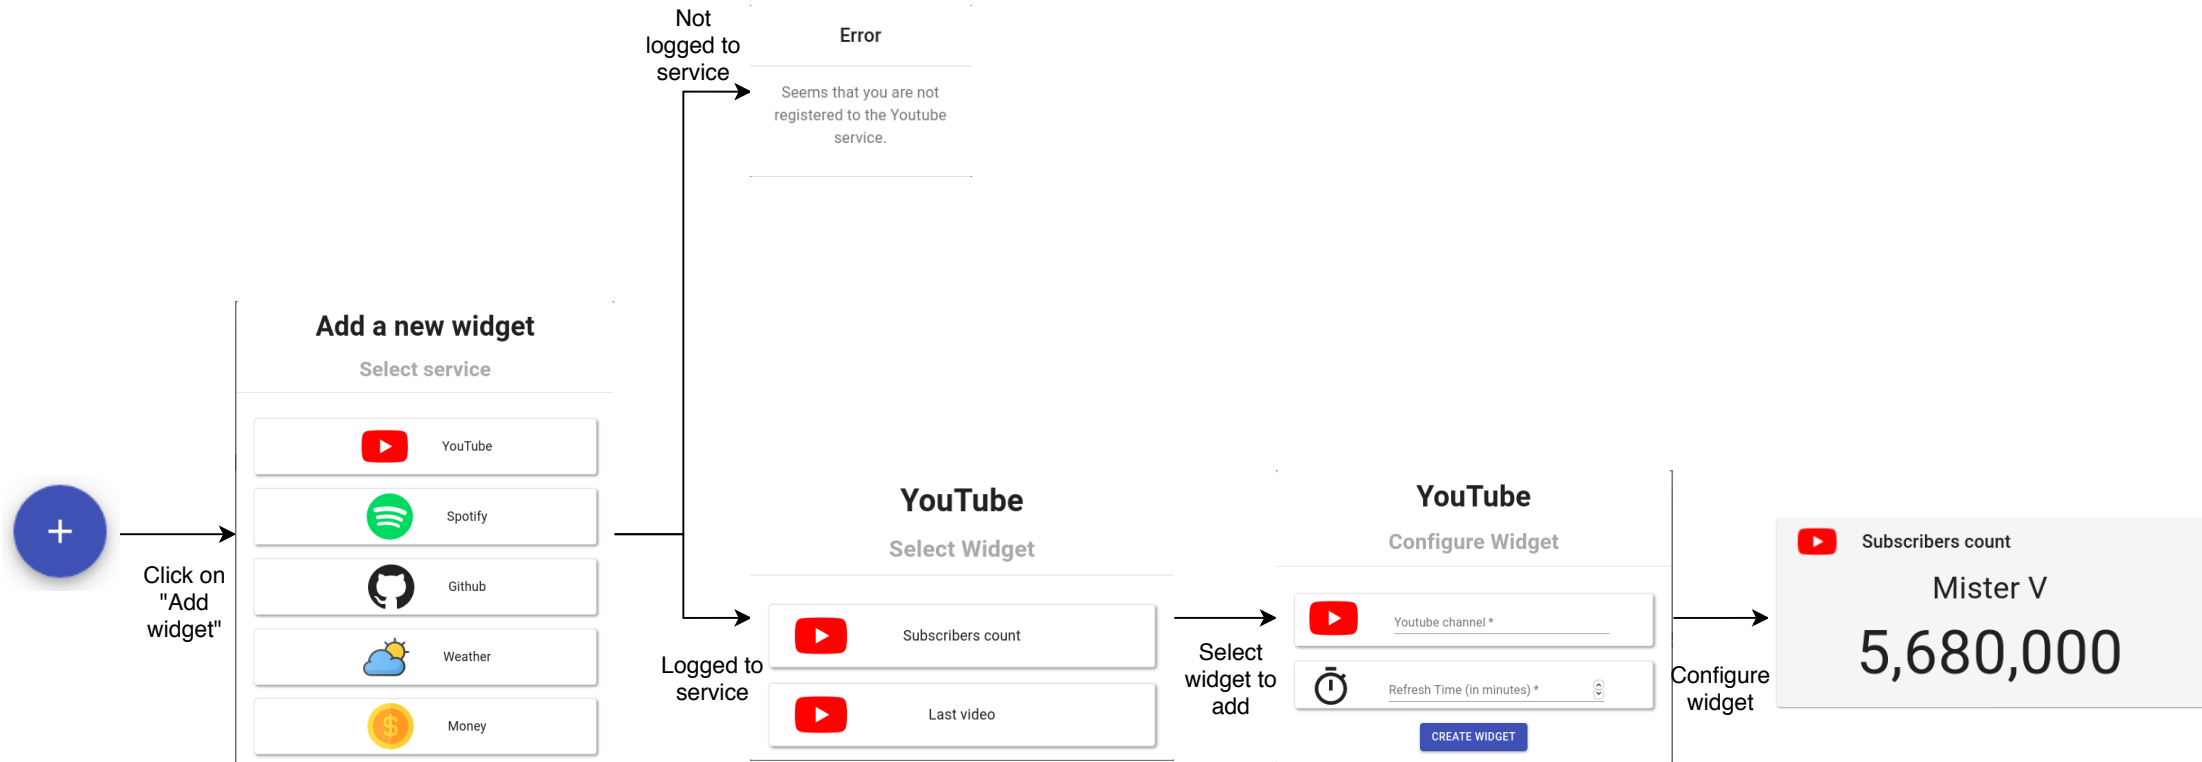 Not
logged to
service
Error
Seems that you are not
registered to the Youtube
service.
+
Click on
"Add
widget"
Add a new widget
Select service
YouTube
Spotify
Github
Weather
$
Money
Logged to
service
YouTube
Select Widget
Subscribers count
Last video
Select
widget to
add
YouTube
Configure Widget
Youtube channel *
Refresh Time (in minutes) *
CREATE WIDGET
Configure
widget
Subscribers count
Mister V
5,680,000